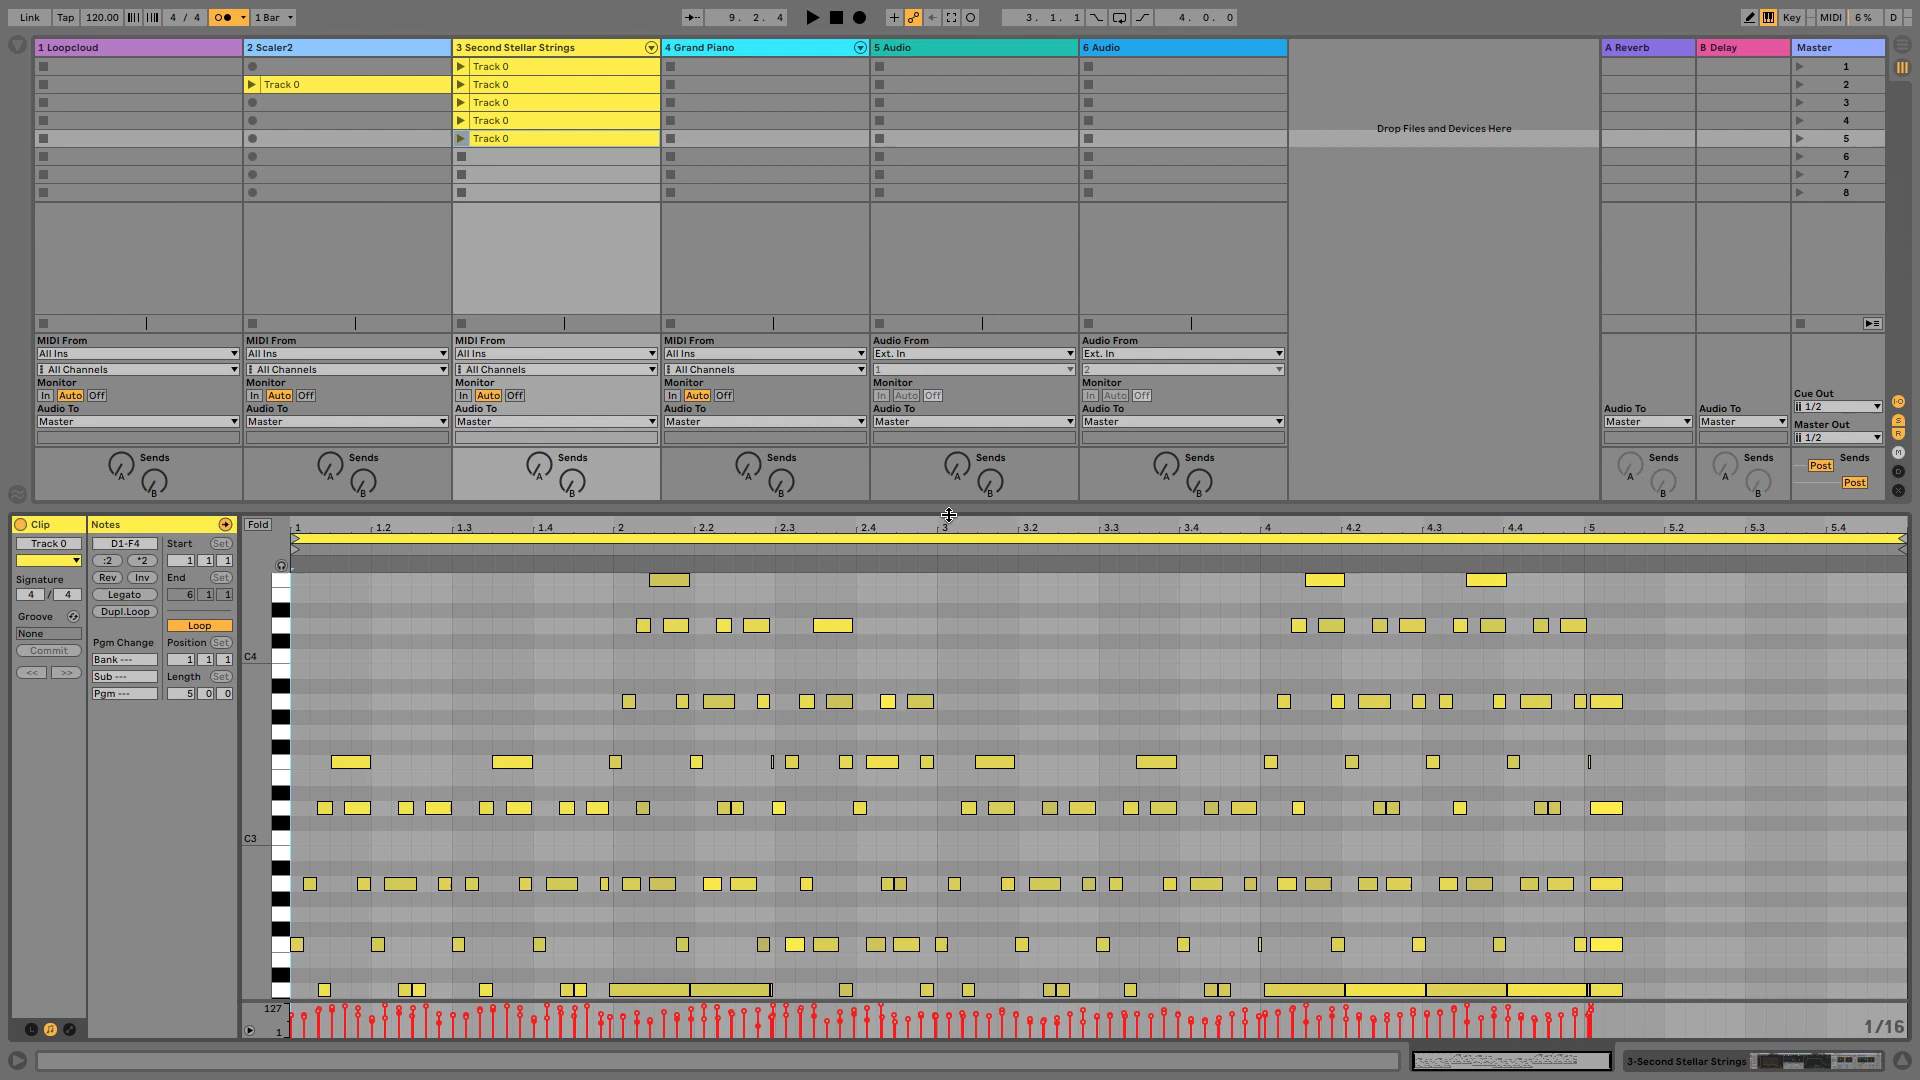 Link Tap 120.00 4 / 4 1 Bar 9. 2. 4 3. 1. 1 4. 0. 0 Key MIDI 6 % D
1 Loopcloud 2 Scaler2 3 Second Stellar Strings 4 Grand Piano 5 Audio 6 Audio A Reverb B Delay Master
Track 0 1
Track 0 Track 0 2
Track 0 3
Track 0 4
Drop Files and Devices Here
Track 0 5
6
7
8
MIDI From MIDI From MIDI From MIDI From Audio From Audio From
All Ins All Ins All Ins All Ins Ext. In Ext. In
All Channels All Channels All Channels All Channels 1 2
Monitor Monitor Monitor Monitor Monitor Monitor
In Auto Off In Auto Off In Auto Off In Auto Off In Auto Off In Auto Off Cue Out
1/2
Audio To Audio To Audio To Audio To Audio To Audio To Audio To Audio To
Master Master Master Master Master Master Master Master Master Out
1/2
Sends Sends Sends Sends Sends Sends Sends Sends Sends
A A A A A A A A Post
B B B B B B B B Post
Clip Notes Fold 1 1.2 1.3 1.4 2 2.2 2.3 2.4 3 3.2 3.3 3.4 4 4.2 4.3 4.4 5 5.2 5.3 5.4
Track 0 D1-F4 Start Set
:2 *2 1 1 1
Signature Rev Inv End Set
4 / 4 Legato 6 1 1
Groove Dupl.Loop
None Loop
Commit Pgm Change Position Set
Bank --- 1 1 1
<< >> Sub --- Length Set
Pgm --- 5 0 0
C4
C3
127
1
1/16
3-Second Stellar Strings